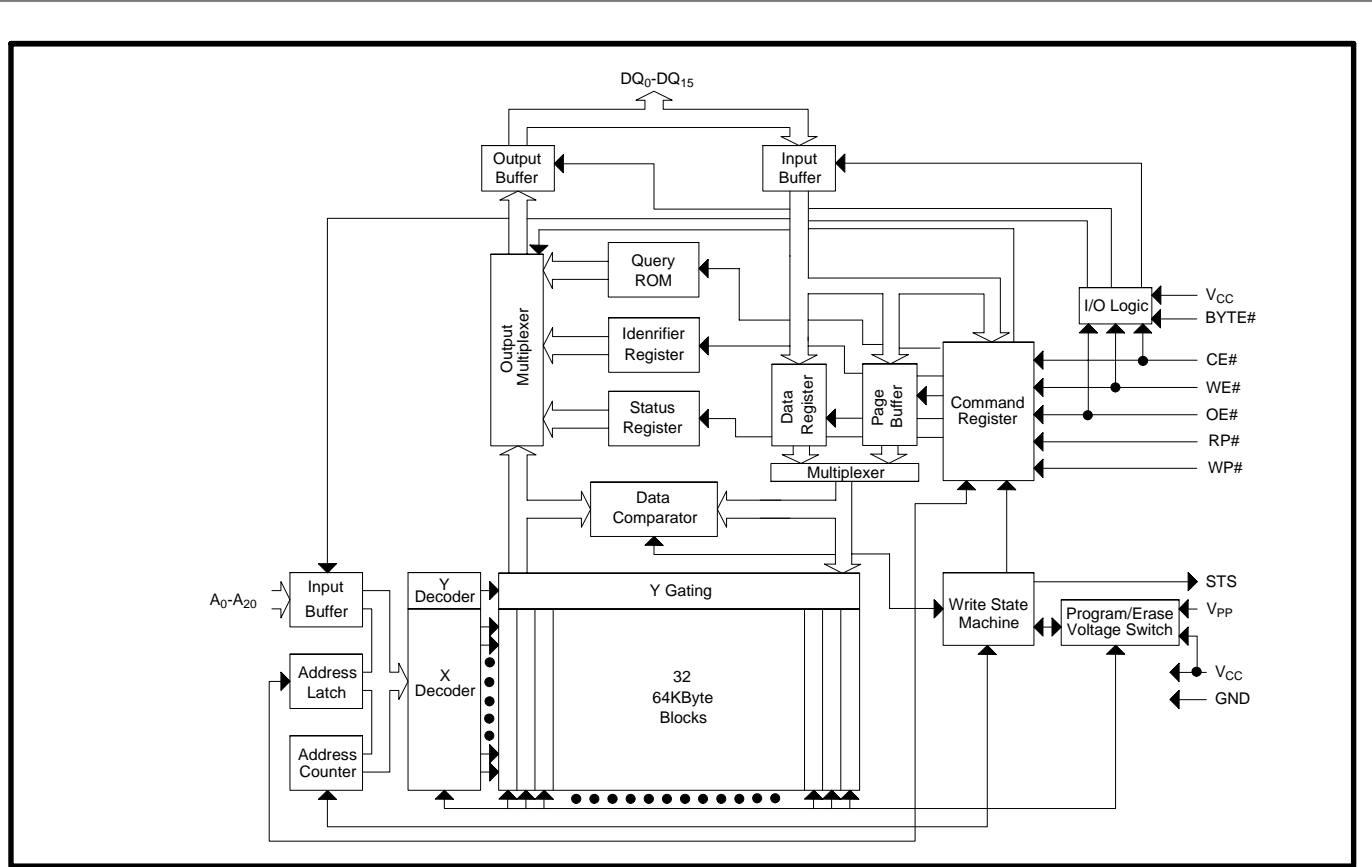 DQ0-DQ15
Output
Buffer
Input
Buffer
Query
ROM
I/O Logic
VCC
BYTE#
Output
Multiplexer
Idenrifier
Register
CE#
WE#
OE#
RP#
WP#
Data
Register
Page
Buffer
Command
Register
Status
Register
Multiplexer
Data
Comparator
A0-A20
Input
Buffer
Y
Decoder
Y Gating
Write State
Machine
STS
Program/Erase
Voltage Switch
VPP
VCC
GND
Address
Latch
X
Decoder
32
64KByte
Blocks
Address
Counter